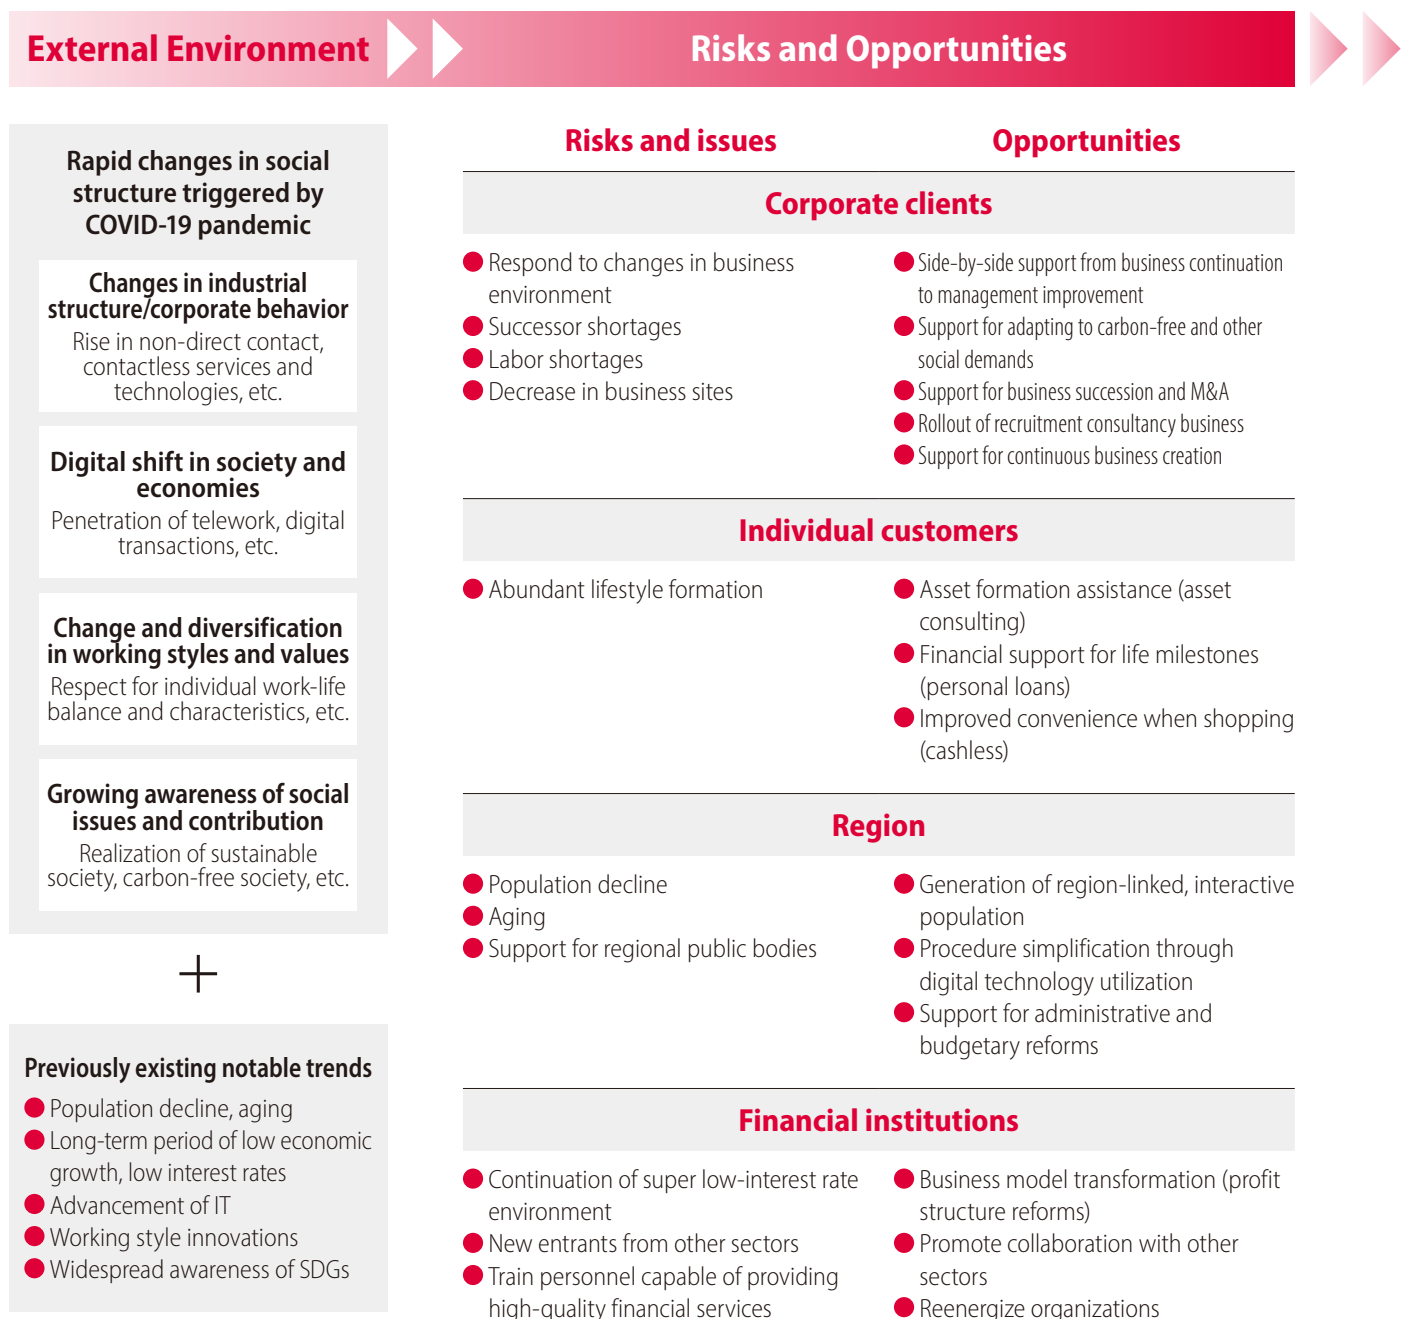 External Environment
Risks and Opportunities
Rapid changes in social
structure triggered by
COVID-19 pandemic
Changes in industrial
structure/corporate behavior
Rise in non-direct contact,
contactless services and
technologies, etc.
Digital shift in society and
economies
Penetration of telework, digital
transactions, etc.
Change and diversification
in working styles and values
Respect for individual work-life
balance and characteristics, etc.
Growing awareness of social
issues and contribution
Realization of sustainable
society, carbon-free society, etc.
+
Previously existing notable trends
● Population decline, aging
● Long-term period of low economic
growth, low interest rates
● Advancement of IT
● Working style innovations
● Widespread awareness of SDGs
Risks and issues
Opportunities
Corporate clients
● Respond to changes in business
environment
● Successor shortages
● Labor shortages
● Decrease in business sites
● Side-by-side support from business continuation
to management improvement
● Support for adapting to carbon-free and other
social demands
● Support for business succession and M&A
● Rollout of recruitment consultancy business
● Support for continuous business creation
Individual customers
● Abundant lifestyle formation
● Asset formation assistance (asset
consulting)
● Financial support for life milestones
(personal loans)
● Improved convenience when shopping
(cashless)
Region
● Population decline
● Aging
● Support for regional public bodies
● Generation of region-linked, interactive
population
● Procedure simplification through
digital technology utilization
● Support for administrative and
budgetary reforms
Financial institutions
● Continuation of super low-interest rate
environment
● New entrants from other sectors
● Train personnel capable of providing
high-quality financial services
● Business model transformation (profit
structure reforms)
● Promote collaboration with other
sectors
● Reenergize organizations